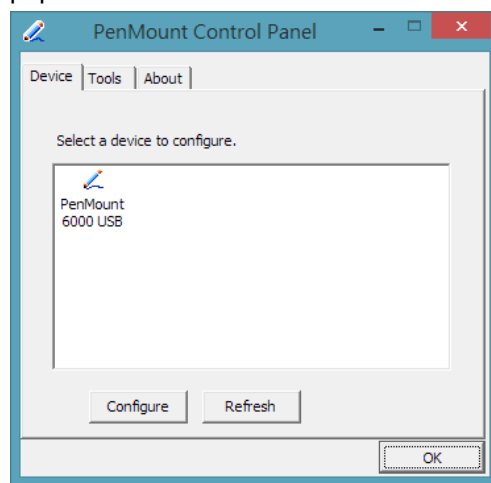 PenMount Control Panel
Device Tools About
Select a device to configure.
PenMount
6000 USB
Configure Refresh
OK